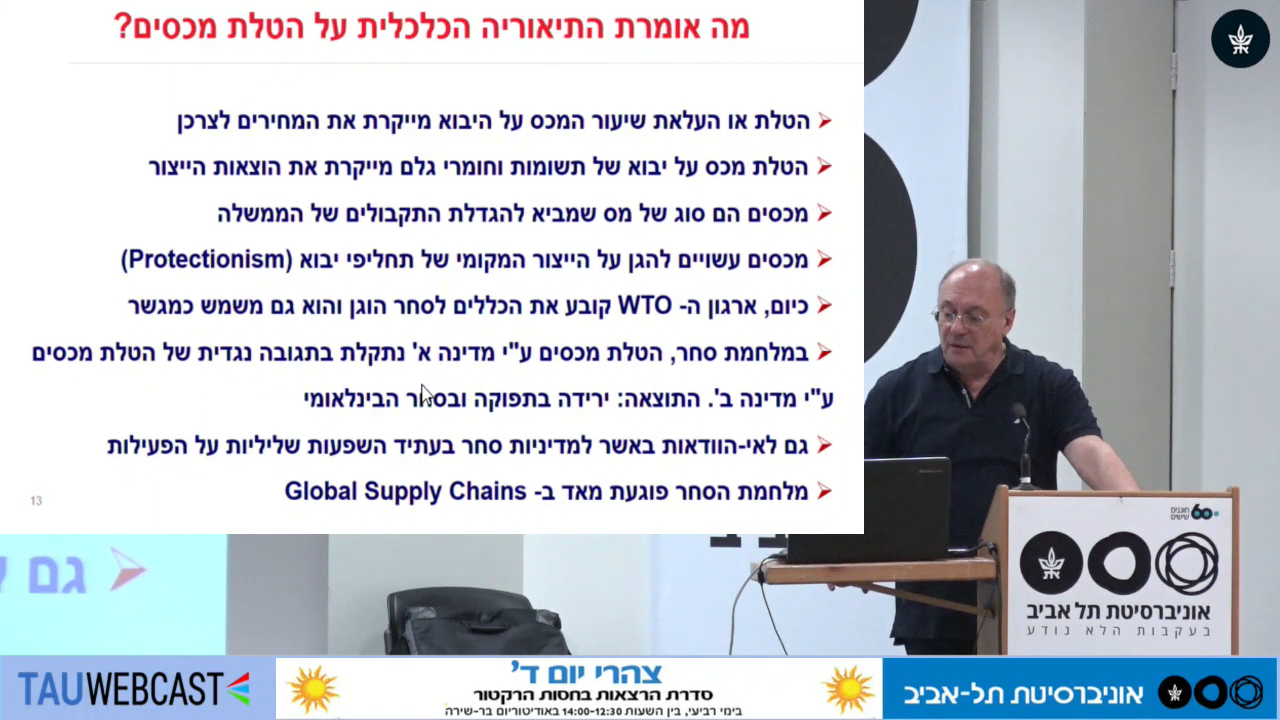 מה אומרת התיאוריה הכלכלית על הטלת מכסים?
הטלת או העלאת שיעור המכס על היבוא מייקרת את המחירים לצרכן
הטלת מכס על יבוא של תשומות וחומרי גלם מייקרת את הוצאות הייצור
מכסים הם סוג של מס שמביא להגדלת התקבולים של הממשלה
מכסים עשויים להגן על הייצור המקומי של תחליפי יבוא (Protectionism)
כיום, ארגון ה- WTO קובע את הכללים לסחר הוגן והוא גם משמש כמגשר
במלחמת סחר, הטלת מכסים ע"י מדינה א' נתקלת בתגובה נגדית של הטלת מכסים
ע"י מדינה ב'. התוצאה: ירידה בתפוקה ובסחר הבינלאומי
גם לאי-הוודאות באשר למדיניות סחר בעתיד השפעות שליליות על הפעילות
מלחמת הסחר פוגעת מאד ב- Global Supply Chains
13
גם ל
חוגגים
שישים
60
אוניברסיטת תל אביב
בעקבות הלא נודע
TAUWEBCAST
צהרי יום ד'
סדרת הרצאות בחסות הרקטור
בימי רביעי, בין השעות 14:00-12:30 באודיטוריום בר-שירה
אוניברסיטת תל-אביב